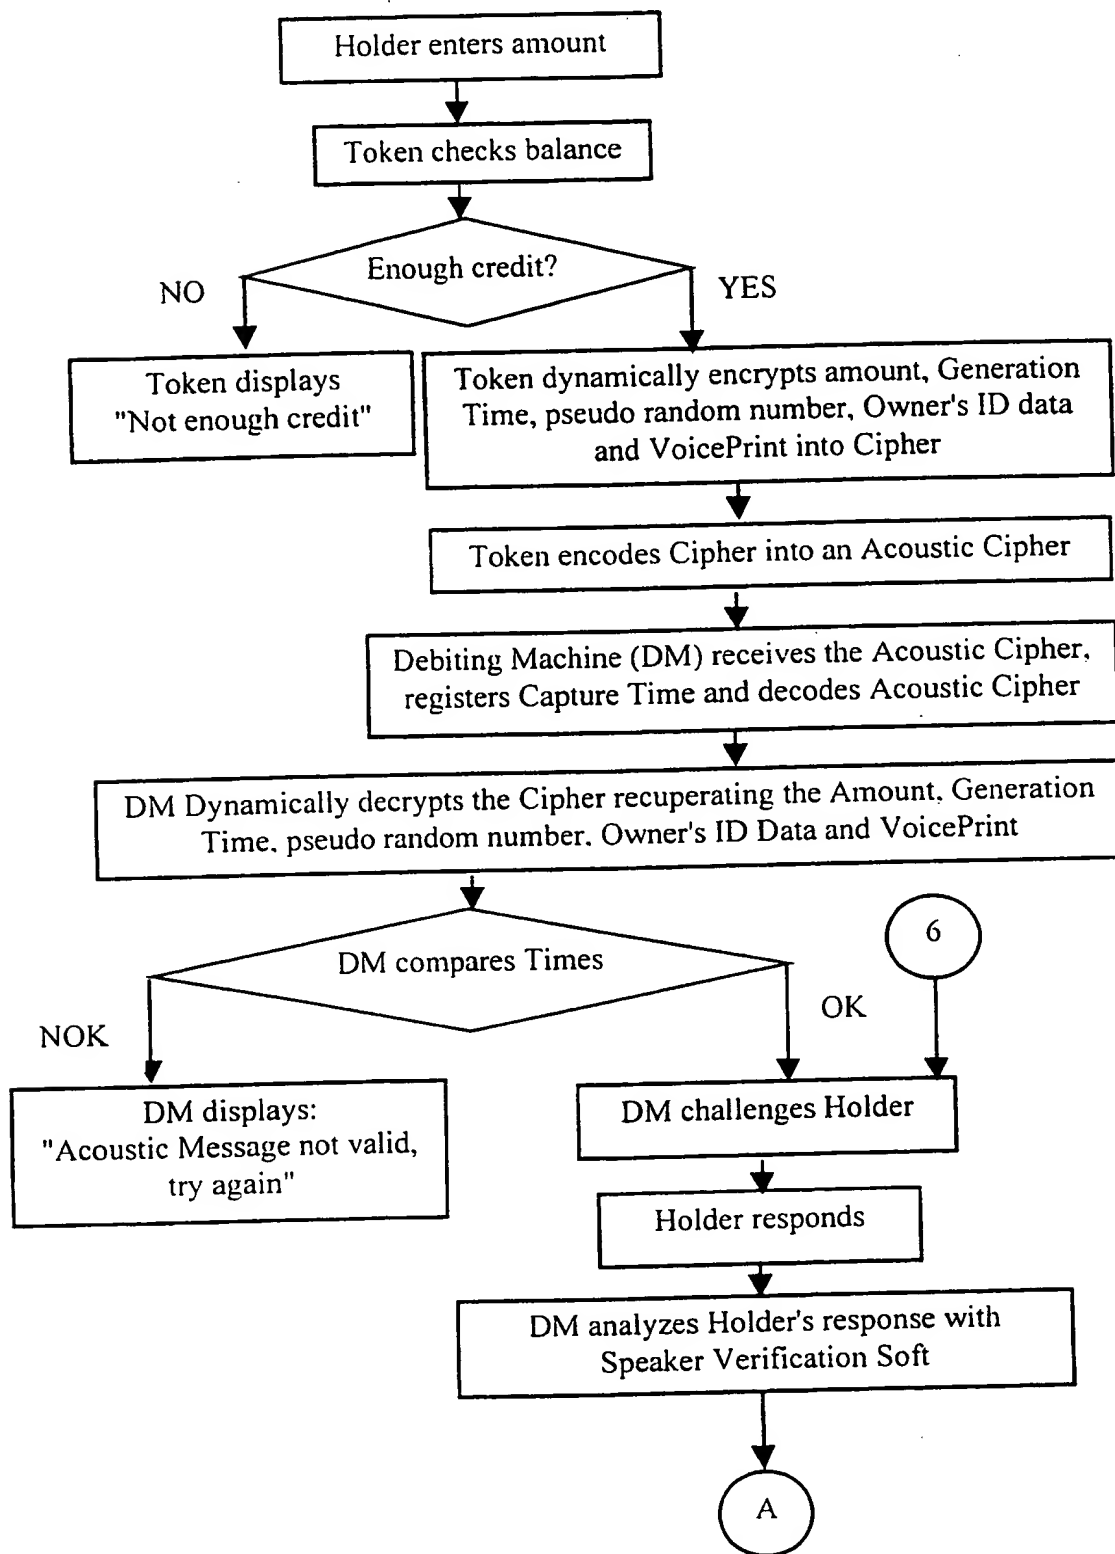 Holder enters amount
Token checks balance
Enough credit?
NO
YES
Token displays
"Not enough credit"
Token dynamically encrypts amount, Generation
Time, pseudo random number, Owner's ID data
and VoicePrint into Cipher
Token encodes Cipher into an Acoustic Cipher
Debiting Machine (DM) receives the Acoustic Cipher,
registers Capture Time and decodes Acoustic Cipher
DM Dynamically decrypts the Cipher recuperating the Amount, Generation
Time, pseudo random number, Owner's ID Data and VoicePrint
6
DM compares Times
NOK
OK
DM displays:
"Acoustic Message not valid,
try again"
DM challenges Holder
Holder responds
DM analyzes Holder's response with
Speaker Verification Soft
A